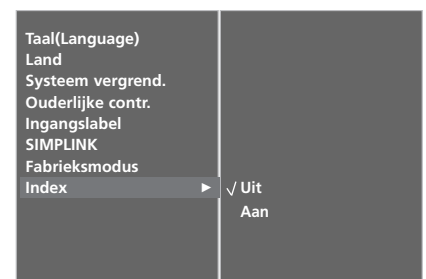 Taal(Language)
Land
Systeem vergrend.
Ouderlijke contr.
Ingangslabel
SIMPLINK
Fabrieksmodus
Index ► √ Uit
Aan